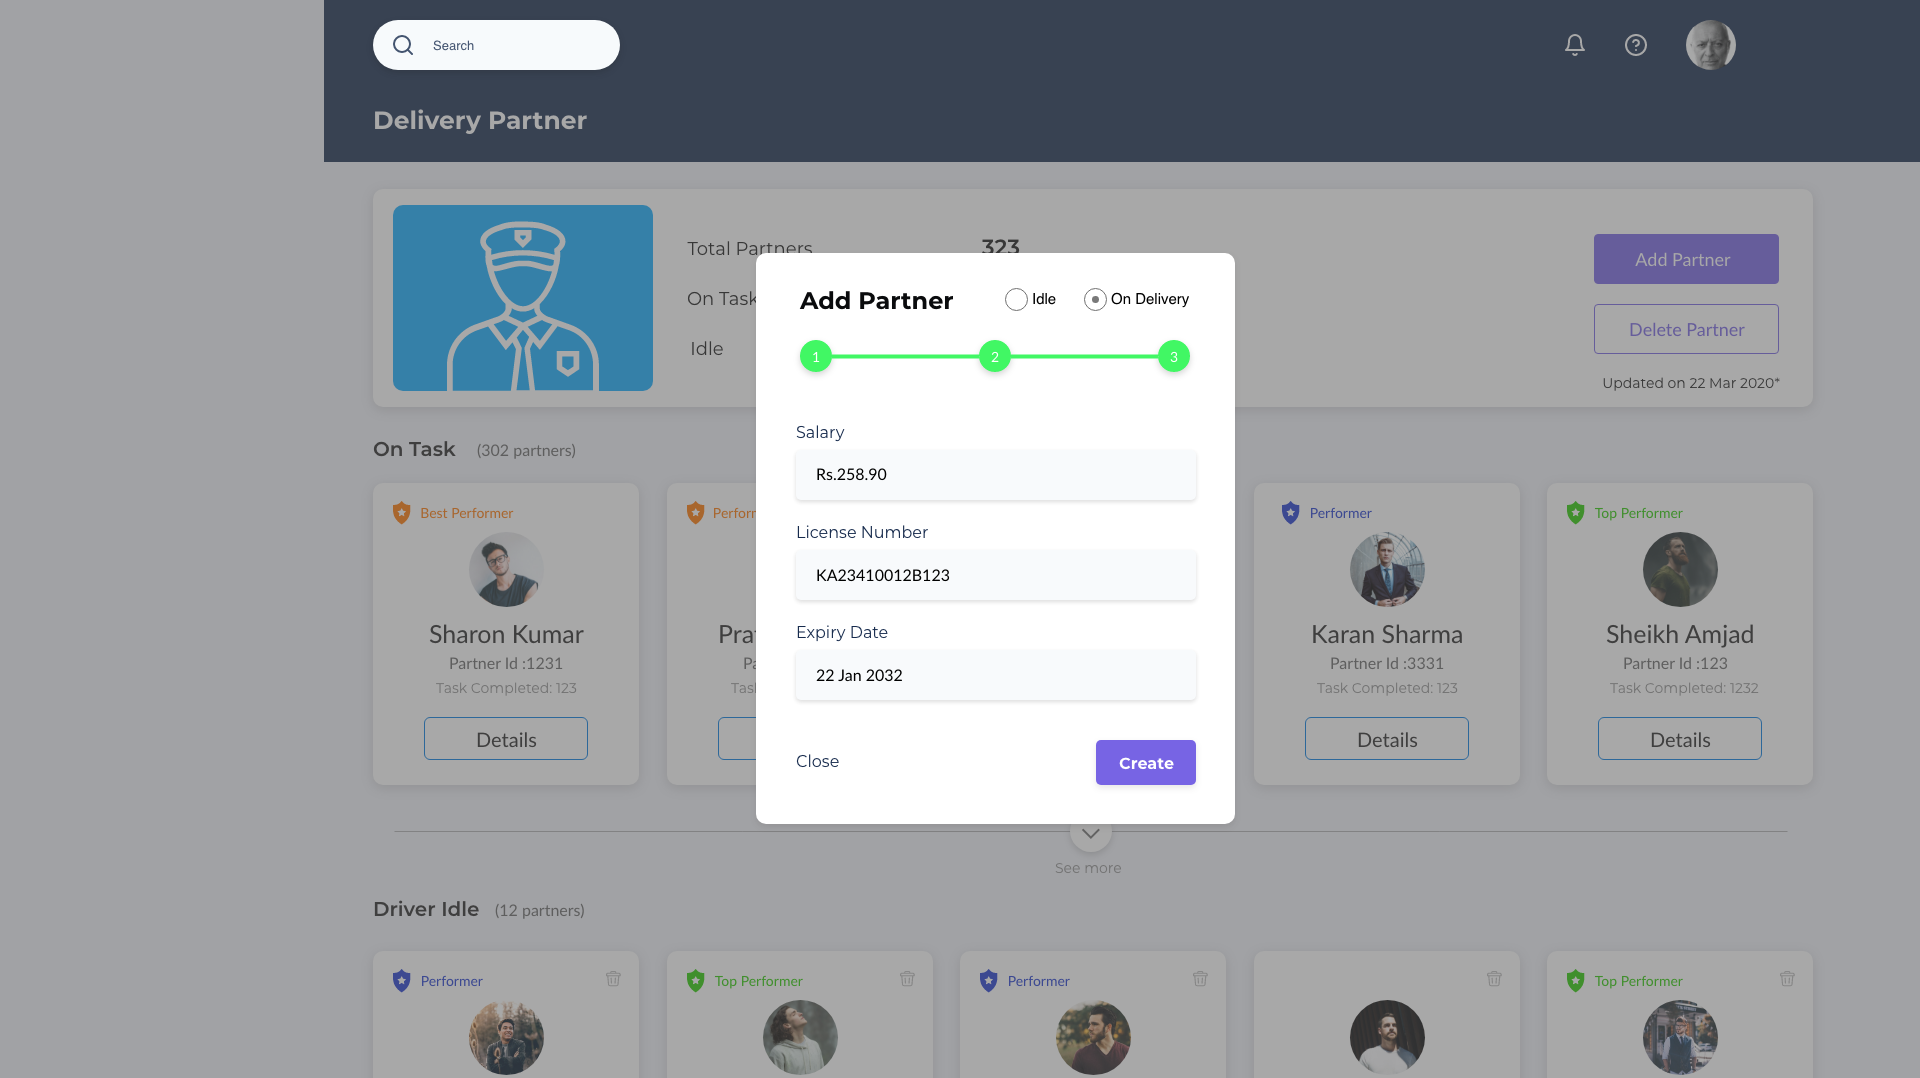 Search
Delivery Partner
Total Partners
323
On Task
Idle
Add Partner
Delete Partner
Updated on 22 Mar 2020*
Add Partner
Idle
On Delivery
1
2
3
Salary
Rs.258.90
License Number
KA23410012B123
Expiry Date
22 Jan 2032
Close
Create
On Task
(302 partners)
Best Performer
Sharon Kumar
Partner Id :1231
Task Completed: 123
Details
Performer
Karan Sharma
Partner Id :3331
Task Completed: 123
Details
Top Performer
Sheikh Amjad
Partner Id :123
Task Completed: 1232
Details
See more
Driver Idle
(12 partners)
Performer
Top Performer
Performer
Top Performer